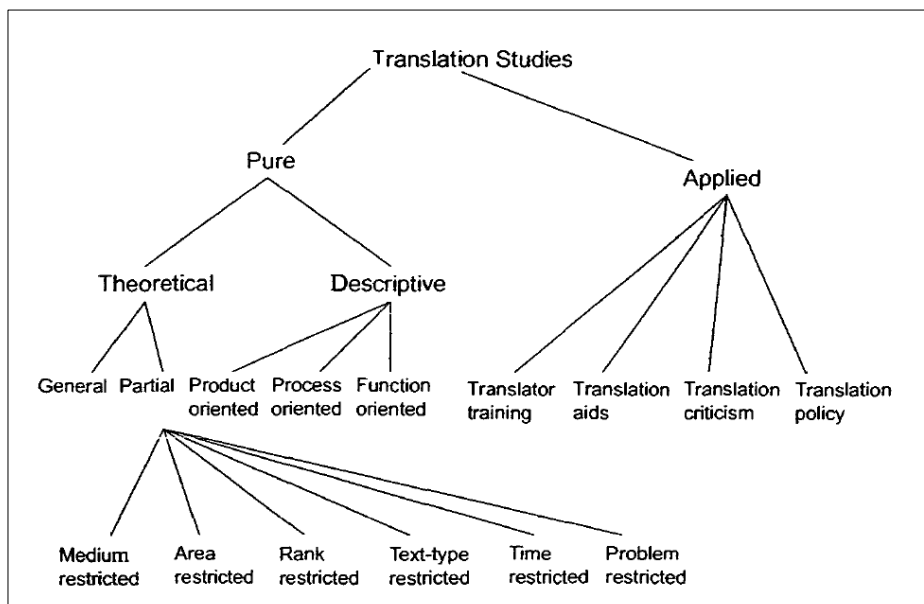 Translation Studies
Pure
Applied
Theoretical Descriptive
General Partial Product Process Function Translator Translation Translation Translation
oriented oriented oriented training aids criticism policy
Medium Area Rank Text-type Time Problem
restricted restricted restricted restricted restricted restricted